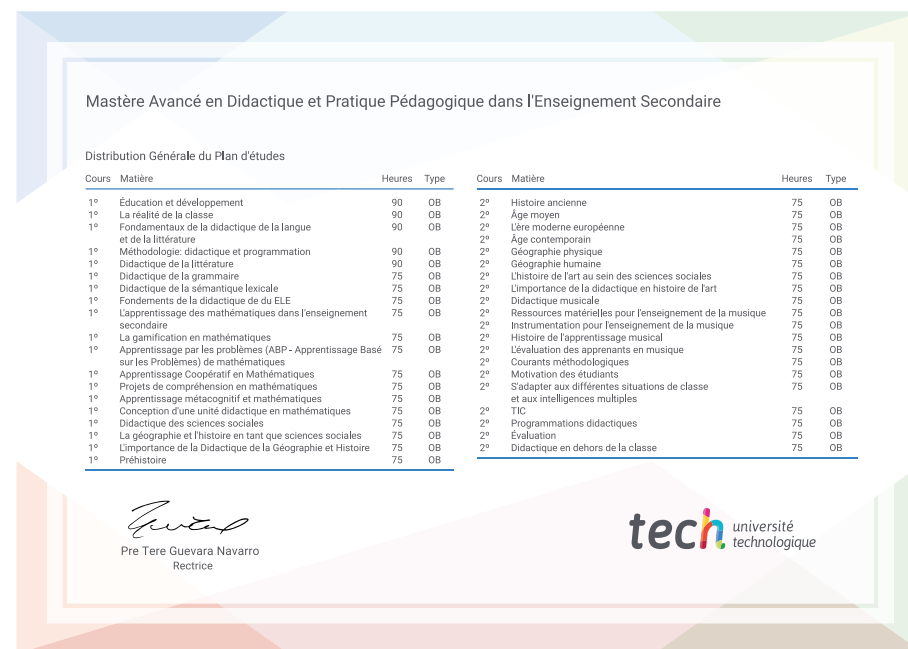 Mastère Avancé en Didactique et Pratique Pédagogique dans l'Enseignement Secondaire
Distribution Générale du Plan d'études
Cours Matière Heures Type
1º Éducation et développement 90 OB
1º La réalité de la classe 90 OB
1º Fondamentaux de la didactique de la langue 90 OB
et de la littérature
1º Méthodologie: didactique et programmation 90 OB
1º Didactique de la littérature 90 OB
1º Didactique de la grammaire 75 OB
1º Didactique de la sémantique lexicale 75 OB
1º Fondements de la didactique de du ELE 75 OB
1º L'apprentissage des mathématiques dans l'enseignement 75 OB
secondaire
1º La gamification en mathématiques 75 OB
1º Apprentissage par les problèmes (ABP - Apprentissage Basé 75 OB
sur les Problèmes) de mathématiques
1º Apprentissage Coopératif en Mathématiques 75 OB
1º Projets de compréhension en mathématiques 75 OB
1º Apprentissage métacognitif et mathématiques 75 OB
1º Conception d'une unité didactique en mathématiques 75 OB
1º Didactique des sciences sociales 75 OB
1º La géographie et l'histoire en tant que sciences sociales 75 OB
1º L'importance de la Didactique de la Géographie et Histoire 75 OB
1º Préhistoire 75 OB
Cours Matière Heures Type
2º Histoire ancienne 75 OB
2º Âge moyen 75 OB
2º L'ère moderne européenne 75 OB
2º Âge contemporain 75 OB
2º Géographie physique 75 OB
2º Géographie humaine 75 OB
2º L'histoire de l'art au sein des sciences sociales 75 OB
2º L'importance de la didactique en histoire de l'art 75 OB
2º Didactique musicale 75 OB
2º Ressources matérielles pour l'enseignement de la musique 75 OB
2º Instrumentation pour l'enseignement de la musique 75 OB
2º Histoire de l'apprentissage musical 75 OB
2º L'évaluation des apprenants en musique 75 OB
2º Courants méthodologiques 75 OB
2º Motivation des étudiants 75 OB
2º S'adapter aux différentes situations de classe 75 OB
et aux intelligences multiples
2º TIC 75 OB
2º Programmations didactiques 75 OB
2º Évaluation 75 OB
2º Didactique en dehors de la classe 75 OB
Pre Tere Guevara Navarro
Rectrice
tech université
technologique